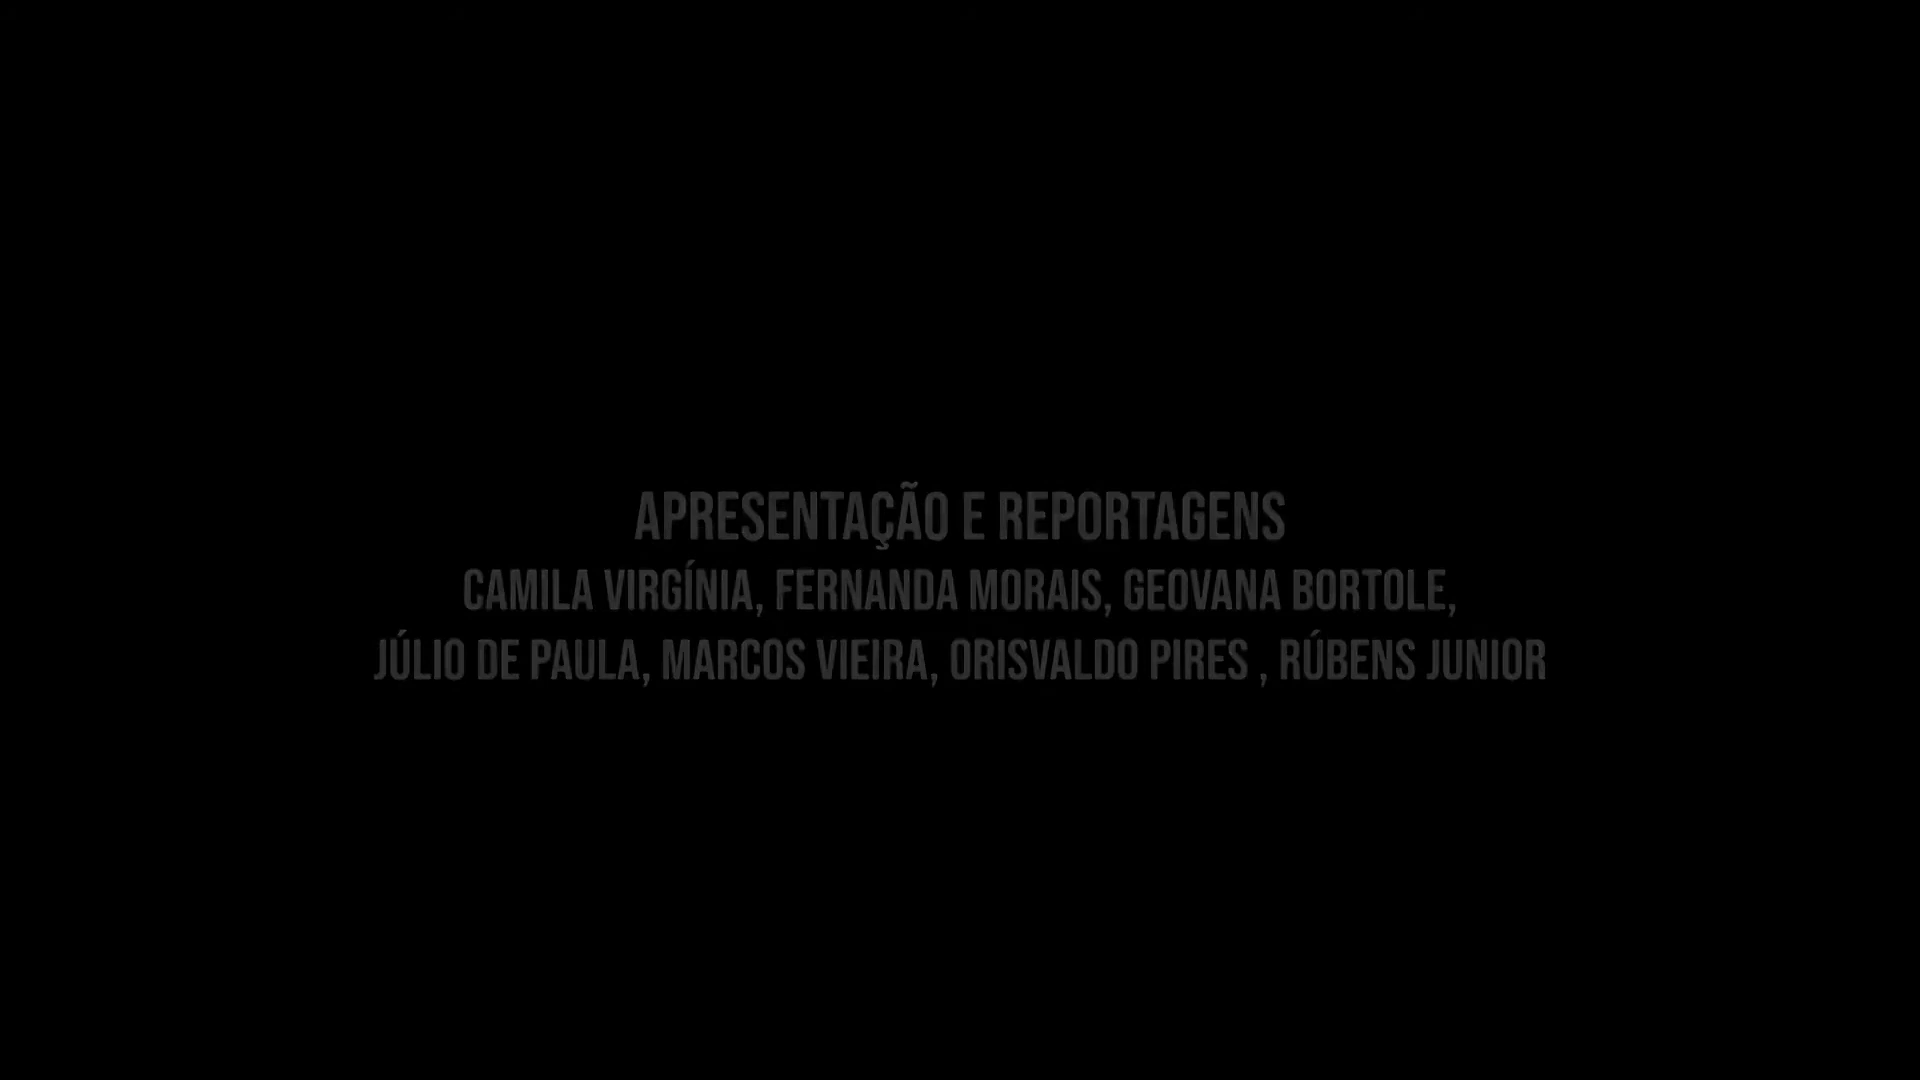 APRESENTAÇÃO E REPORTAGENS
CAMILA VIRGÍNIA, FERNANDA MORAIS, GEOVANA BORTOLE,
JÚLIO DE PAULA, MARCOS VIEIRA, ORISVALDO PIRES , RÚBENS JUNIOR